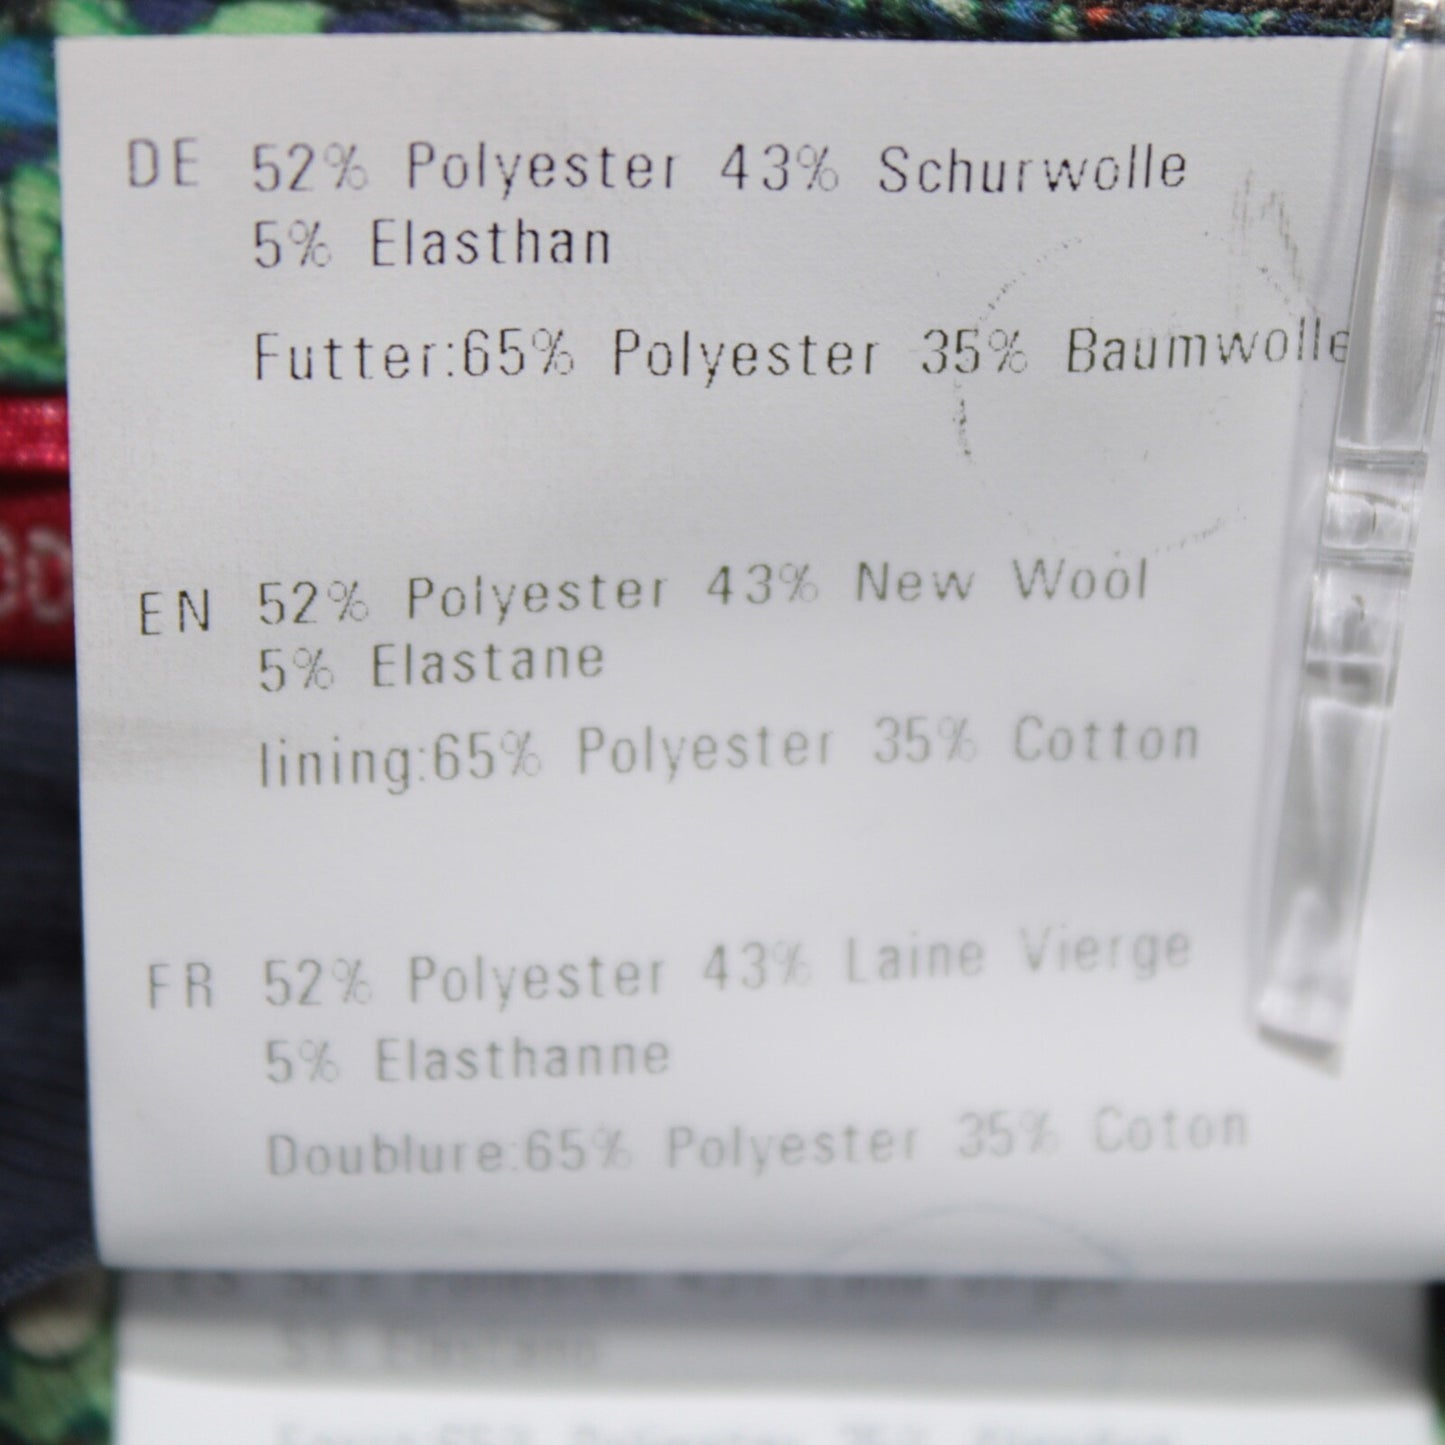 DE 52% Polyester 43% Schurwolle
5% Elasthan
Futter:65% Polyester 35% Baumwolle
EN 52% Polyester 43% New Wool
5% Elastane
lining:65% Polyester 35% Cotton
FR 52% Polyester 43% Laine Vierge
5% Elasthanne
Doublure:65% Polyester 35% Coton